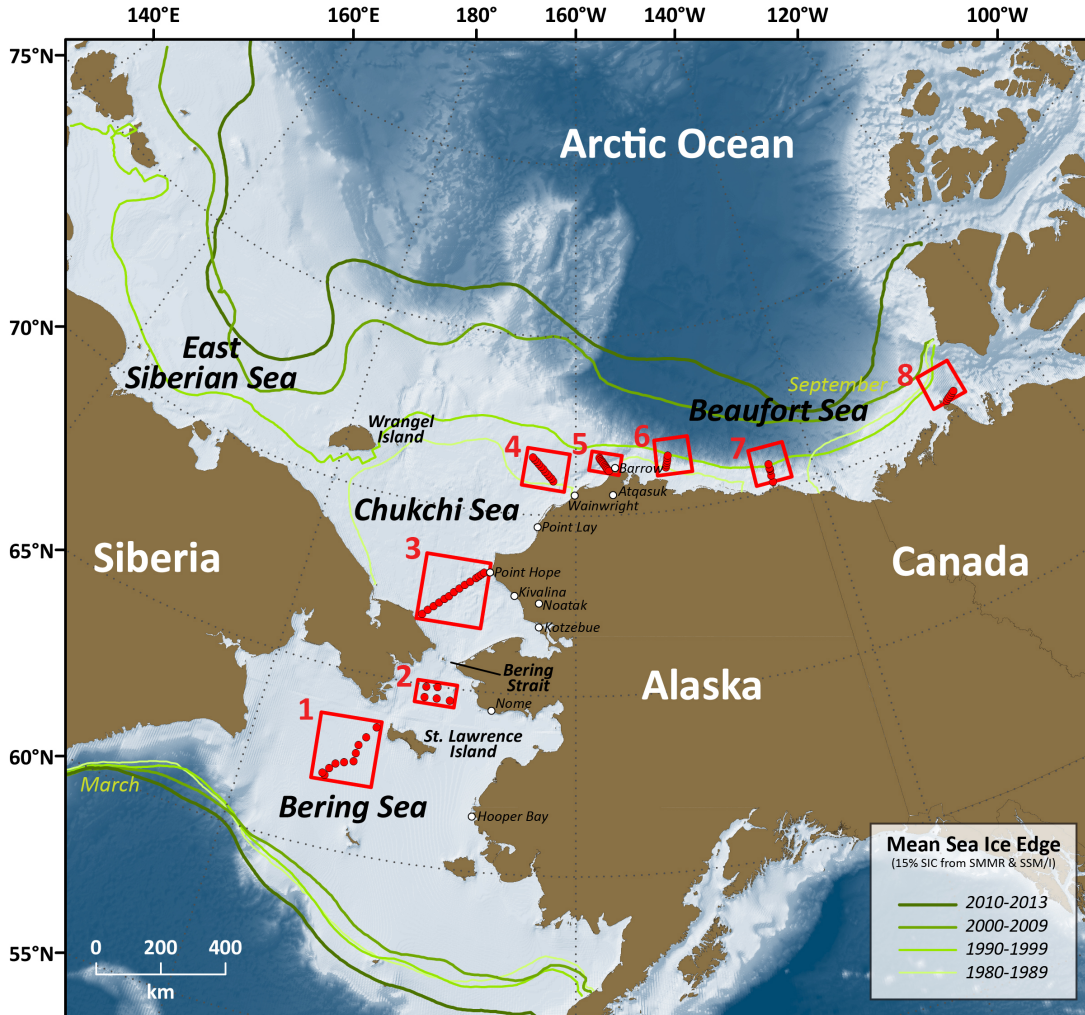 140°E 160°E 180° 160°W 140°W 120°W 100°W
75°N
Arctic Ocean
70°N
East
Siberian Sea
September
8
Beaufort Sea
Wrangel
Island
4
5
6
7
Barrow
Atqasuk
Wainwright
Chukchi Sea
Point Lay
65°N
3
Siberia
Canada
Point Hope
Kivalina
Noatak
Kotzebue
Bering
Strait
2
Alaska
Nome
1
St. Lawrence
Island
60°N
March
Bering Sea
Hooper Bay
Mean Sea Ice Edge
(15% SIC from SMMR & SSM/I)
2010-2013
2000-2009
1990-1999
1980-1989
55°N
0 200 400
km